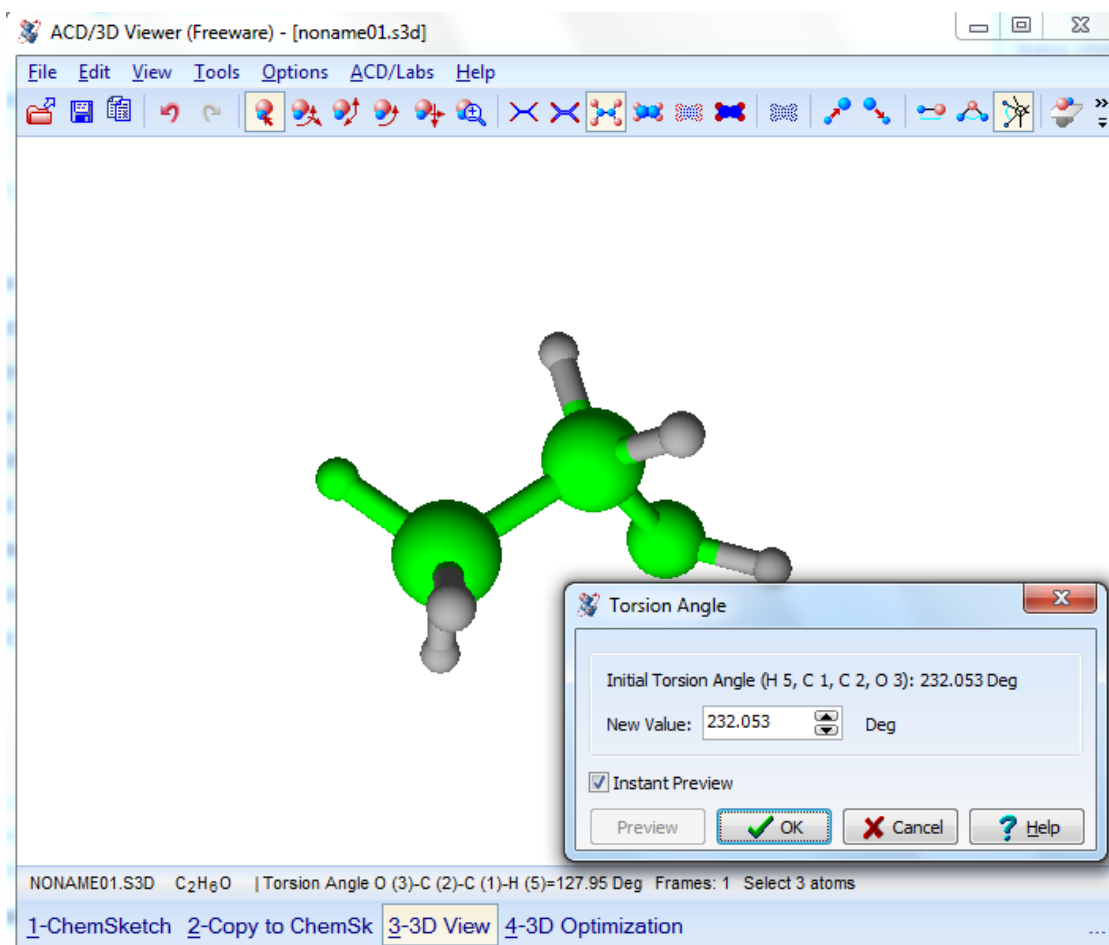 ACD/3D Viewer (Freeware) - [noname01.s3d]
File Edit View Tools Options ACD/Labs Help
Torsion Angle
Initial Torsion Angle (H 5, C 1, C 2, O 3): 232.053 Deg
New Value: 232.053 Deg
Instant Preview
Preview OK Cancel ? Help
NONAME01.S3D C2H6O | Torsion Angle O (3)-C (2)-C (1)-H (5)=127.95 Deg Frames: 1 Select 3 atoms
1-ChemSketch 2-Copy to ChemSk 3-3D View 4-3D Optimization ...